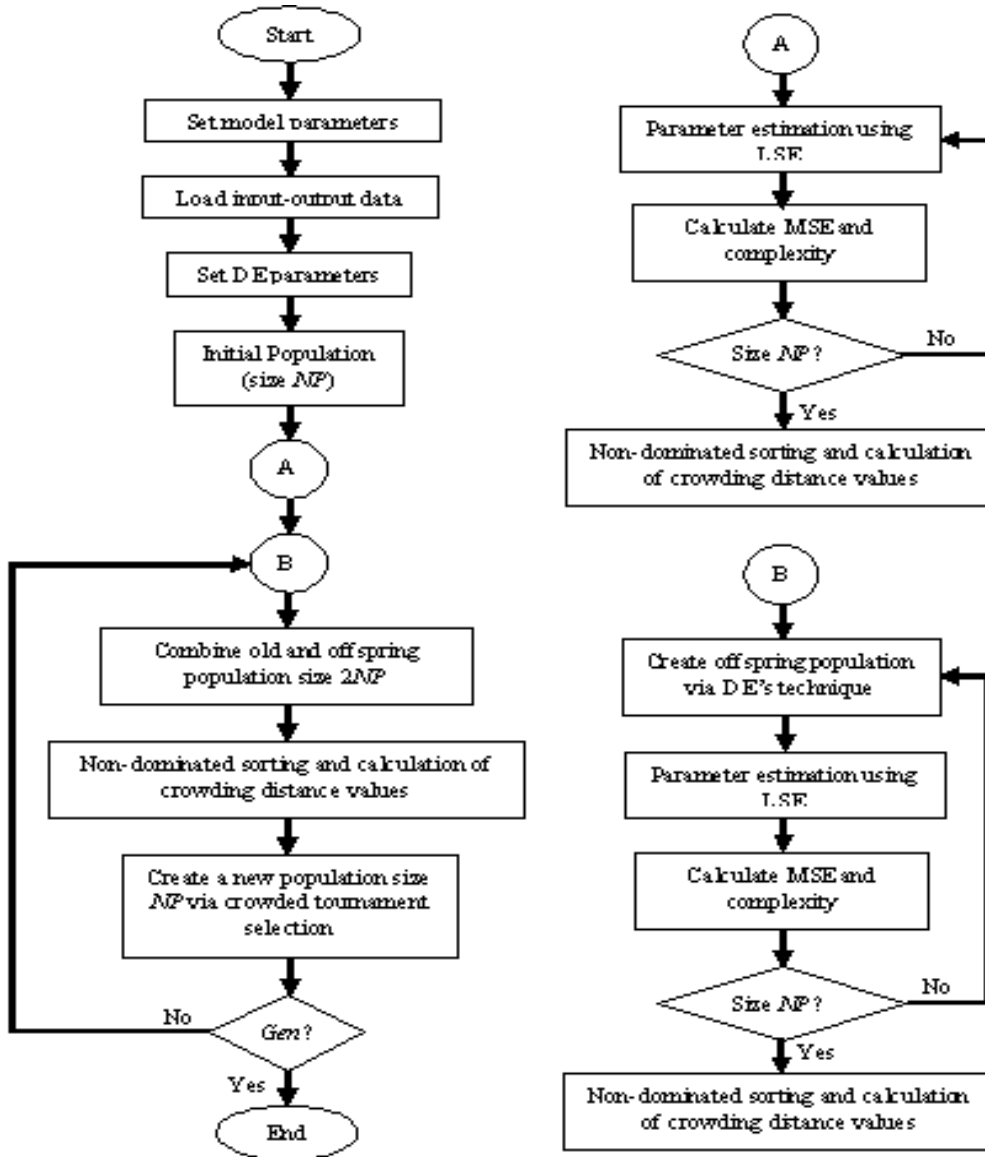 Start
Set model parameters
Load input-output data
Set DE parameters
Initial Population
(size NP)
A
B
Combine old and offspring
population size 2NP
Non-dominated sorting and calculation of
crowding distance values
Create a new population size
NP via crowded tournament
selection
Gen?
No
Yes
End
A
Parameter estimation using
LSE
Calculate MSE and
complexity
Size NP?
No
Yes
Non-dominated sorting and calculation
of crowding distance values
B
Create offspring population
via DE's technique
Parameter estimation using
LSE
Calculate MSE and
complexity
Size NP?
No
Yes
Non-dominated sorting and calculation
of crowding distance values